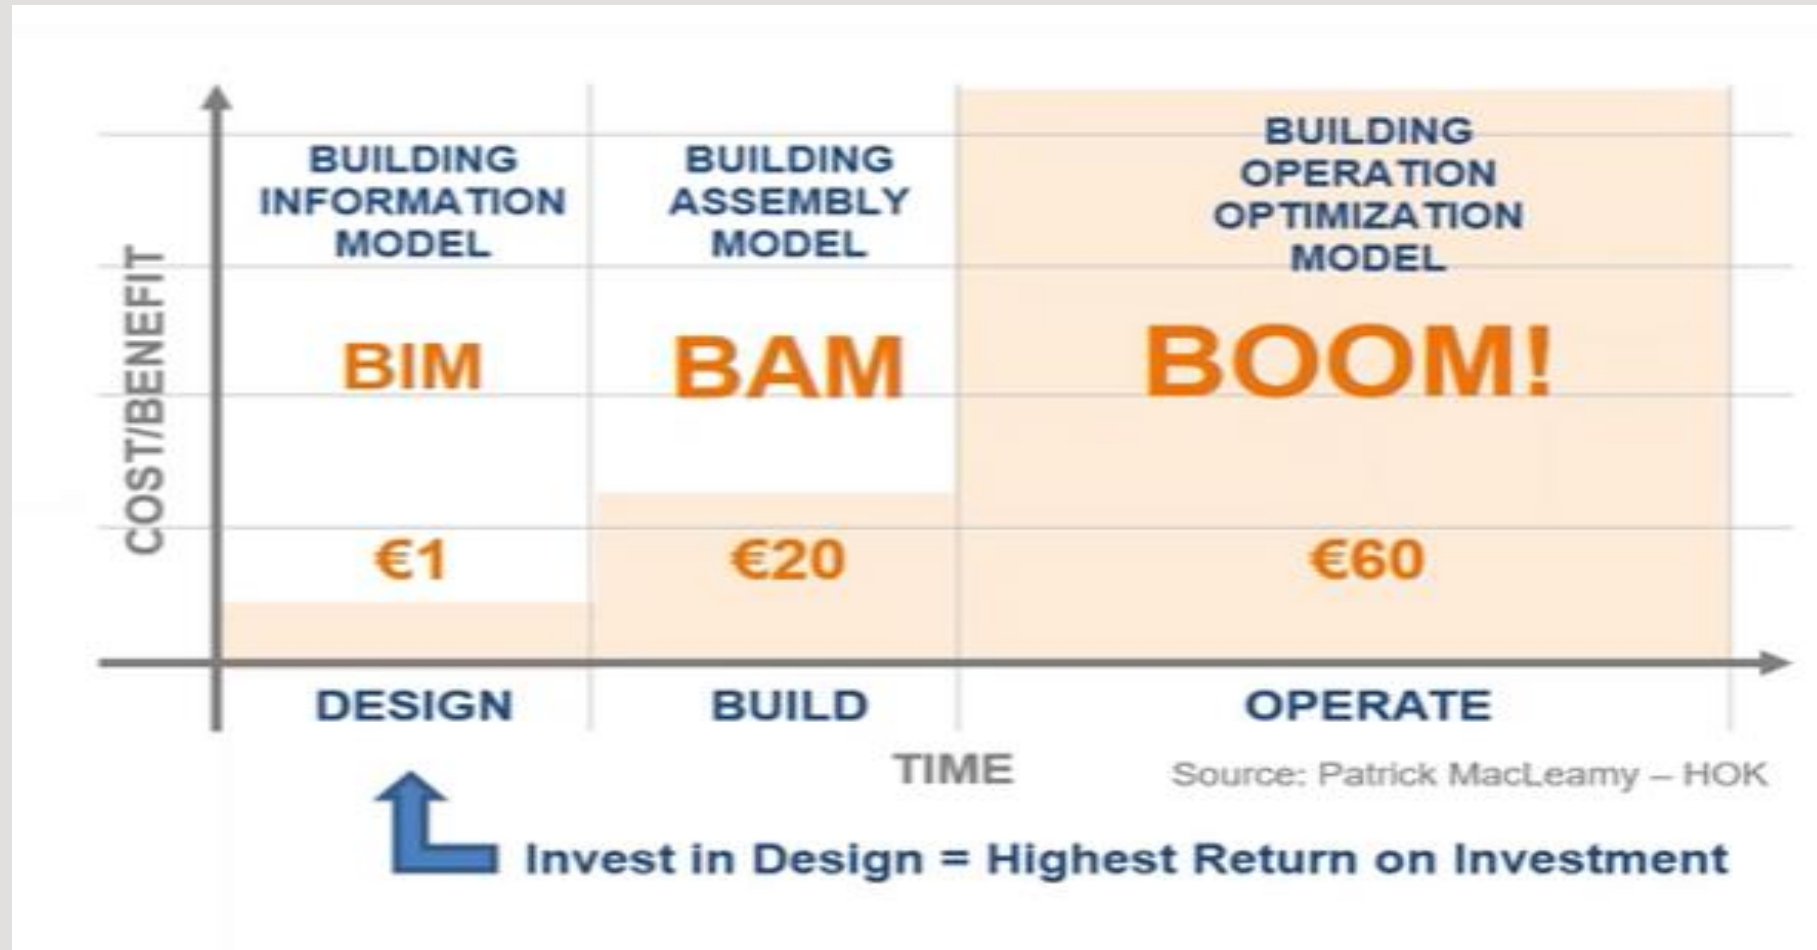 COST/BENEFIT
BUILDING
INFORMATION
MODEL
BIM
€1
DESIGN
BUILDING
ASSEMBLY
MODEL
BAM
€20
BUILD
BUILDING
OPERATION
OPTIMIZATION
MODEL
BOOM!
€60
OPERATE
TIME
Source: Patrick MacLeamy – HOK
Invest in Design = Highest Return on Investment